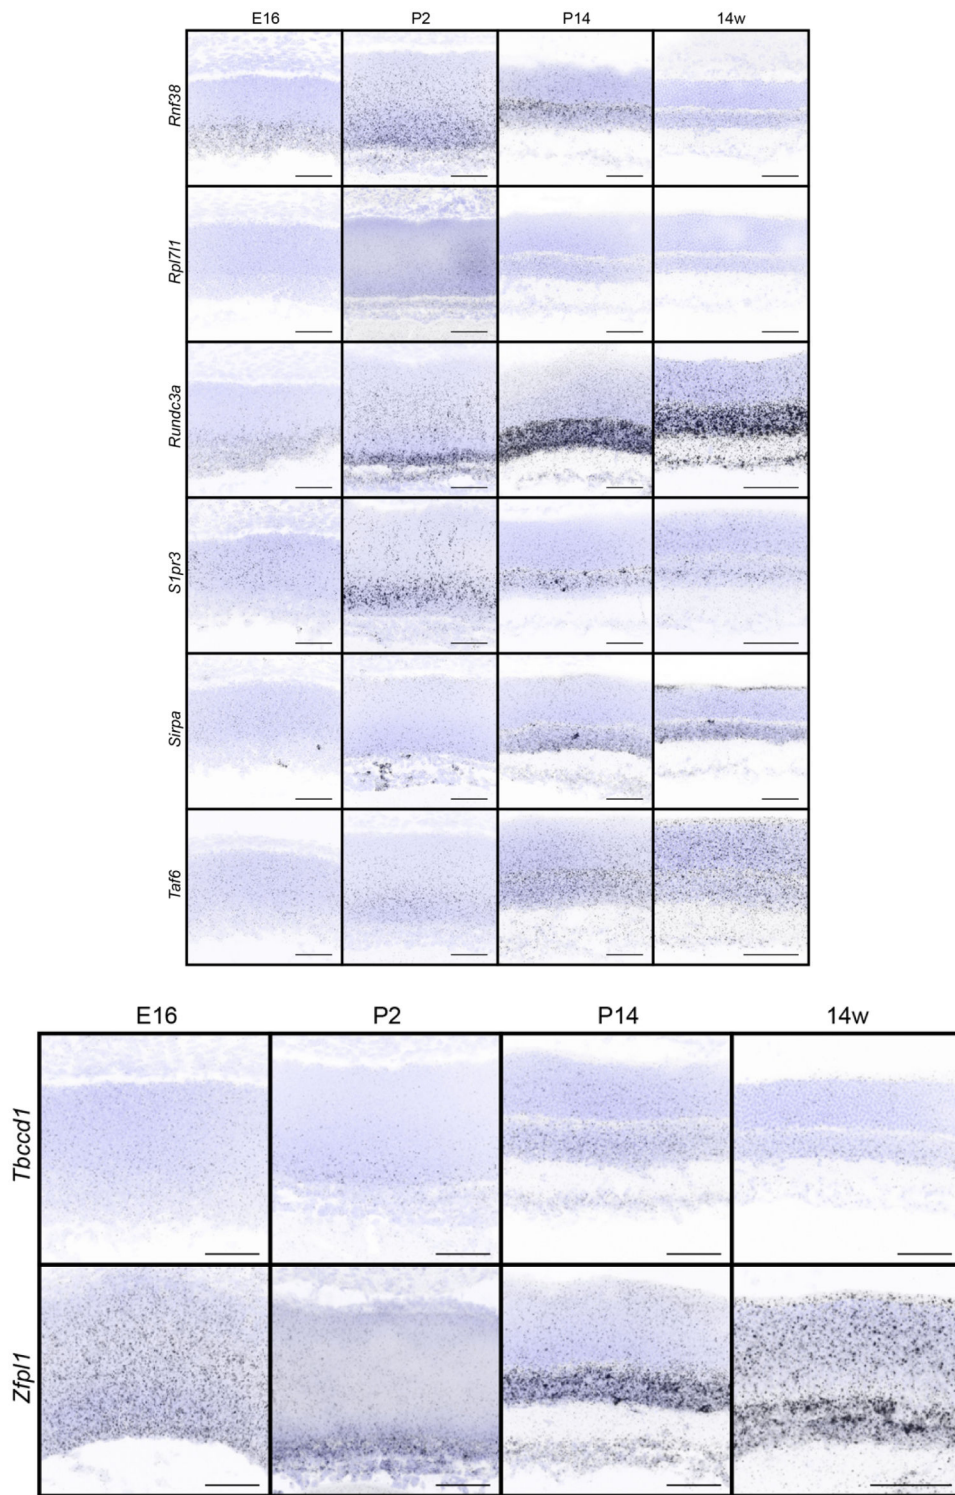 E16 P2 P14 14w
Rnf38
Rpl7l1
Rundc3a
S1pr3
Sirpa
Taf6
E16 P2 P14 14w
Tbccd1
Zfpl1